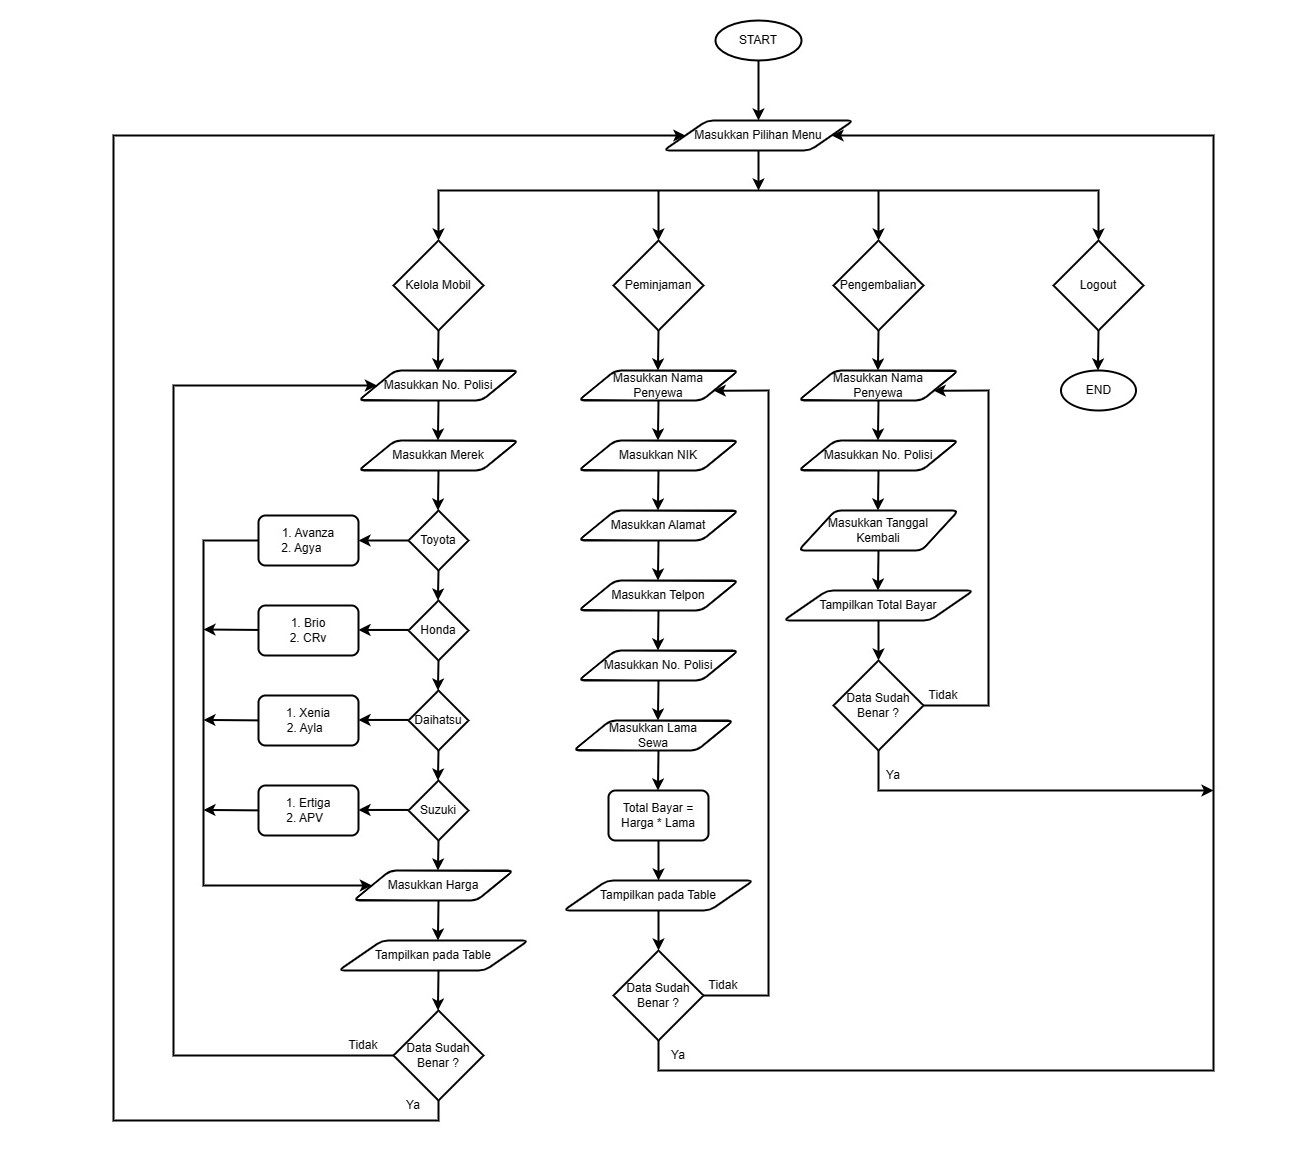 START
Masukkan Pilihan Menu
Kelola Mobil
Peminjaman
Pengembalian
Logout
Masukkan No. Polisi
Masukkan Nama
Penyewa
Masukkan Nama
Penyewa
END
Masukkan Merek
Masukkan NIK
Masukkan No. Polisi
1. Avanza
2. Agya
Toyota
Masukkan Alamat
Masukkan Tanggal
Kembali
1. Brio
2. CRv
Honda
Masukkan Telpon
Tampilkan Total Bayar
Masukkan No. Polisi
1. Xenia
2. Ayla
Daihatsu
Masukkan Lama
Sewa
Data Sudah
Benar ?
Tidak
Ya
1. Ertiga
2. APV
Suzuki
Total Bayar =
Harga * Lama
Masukkan Harga
Tampilkan pada Table
Tampilkan pada Table
Data Sudah
Benar ?
Tidak
Ya
Tidak
Data Sudah
Benar ?
Ya